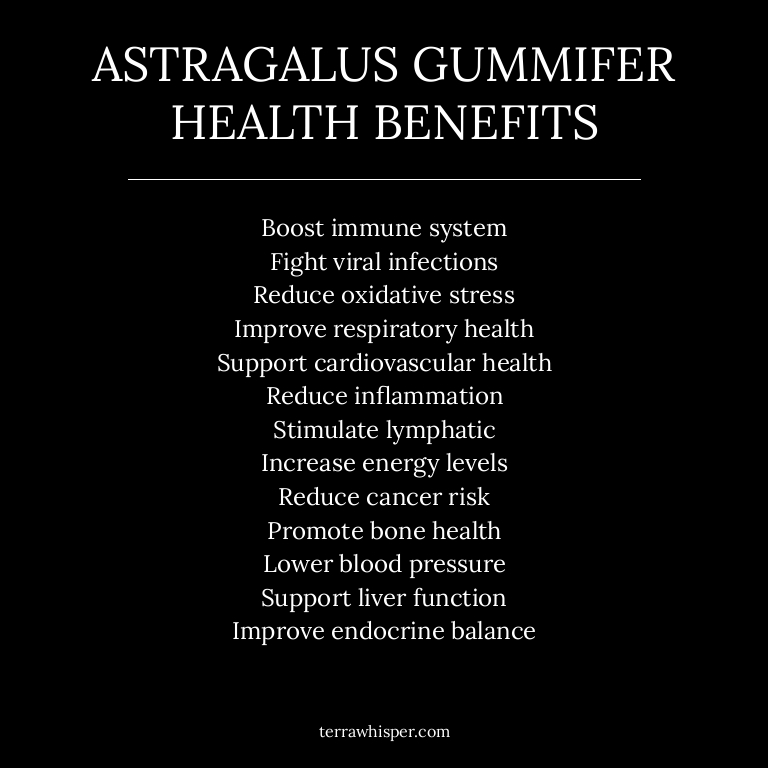 ASTRAGALUS GUMMIFER
HEALTH BENEFITS
Boost immune system
Fight viral infections
Reduce oxidative stress
Improve respiratory health
Support cardiovascular health
Reduce inflammation
Stimulate lymphatic
Increase energy levels
Reduce cancer risk
Promote bone health
Lower blood pressure
Support liver function
Improve endocrine balance
terrawhisper.com